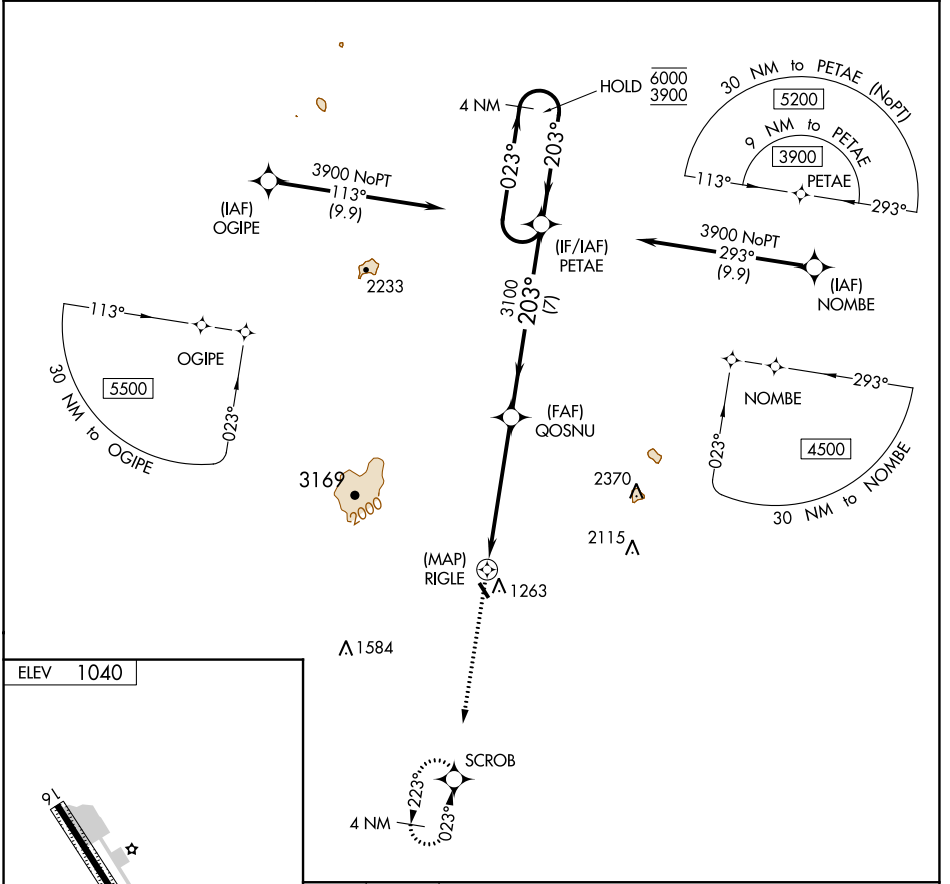 HOLD 6000
3900
4 NM
023°
203°
30 NM to PETAE (NoPT)
5200
9 NM to PETAE
3900
PETAE
113°
293°
3900 NoPT
113°
(9.9)
(IAF)
OGIPE
(IF/IAF)
PETAE
3900 NoPT
293°
(9.9)
(IAF)
NOMBE
2233
3100
203°
(7)
113°
OGIPE
5500
023°
30 NM to OGIPE
NOMBE
293°
023°
4500
30 NM to NOMBE
(FAF)
QOSNU
3169
2000
2370
2115
(MAP)
RIGLE
1263
1584
ELEV 1040
SCROB
223°
023°
4 NM
16